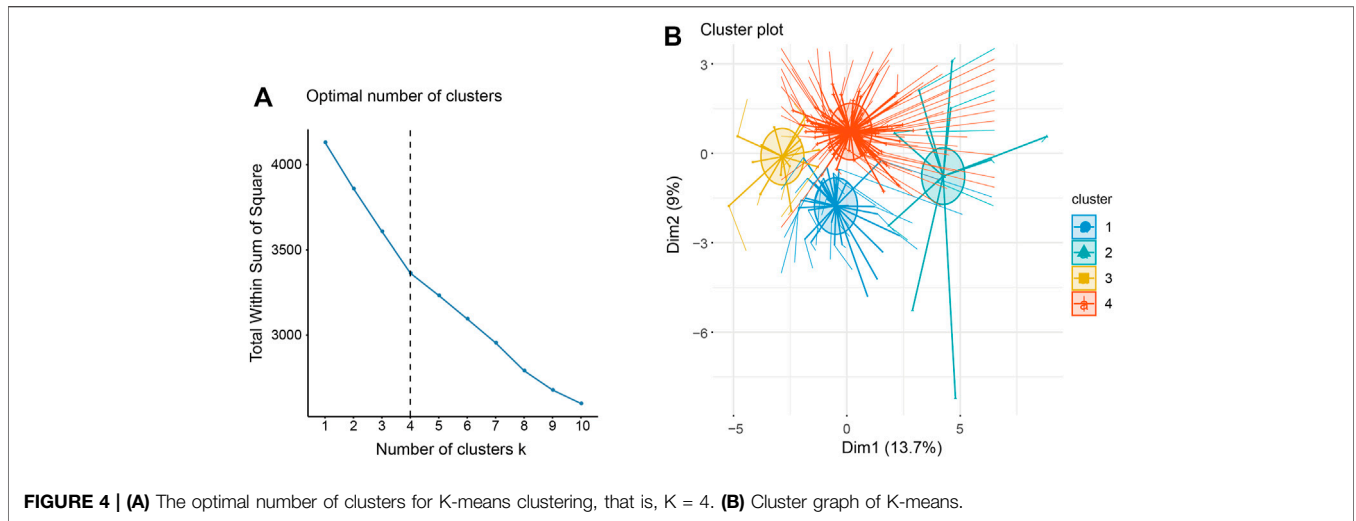 A
Optimal number of clusters
Total Within Sum of Square
4000
3500
3000
1 2 3 4 5 6 7 8 9 10
Number of clusters k
B
Cluster plot
Dim2 (9%)
3
0
−3
−6
−5 0 5
Dim1 (13.7%)
cluster
1
2
3
a 4
FIGURE 4 | (A) The optimal number of clusters for K-means clustering, that is, K = 4. (B) Cluster graph of K-means.